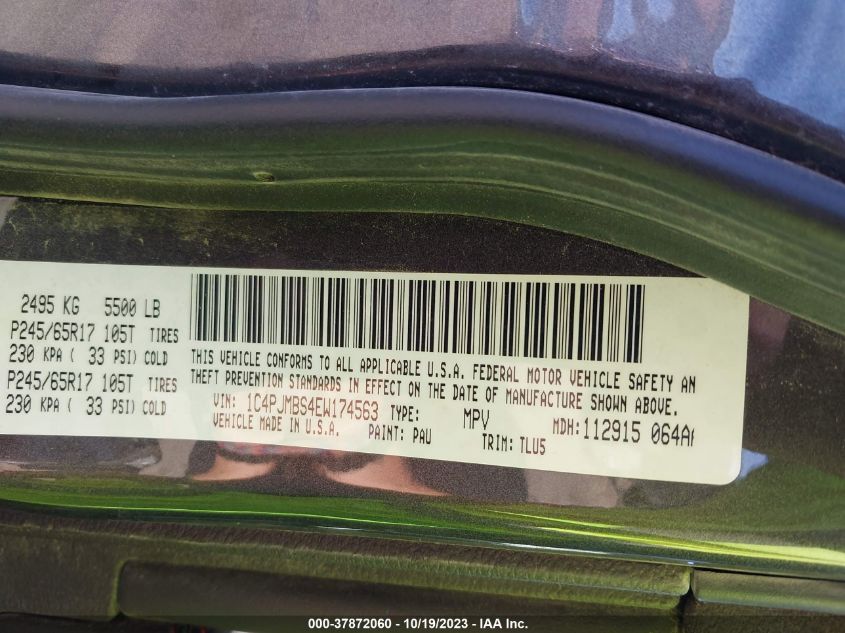 2495 KG 5500 LB
P245/65R17 105T TIRES
230 KPA ( 33 PSI) COLD
P245/65R17 105T TIRES
230 KPA ( 33 PSI) COLD
THIS VEHICLE CONFORMS TO ALL APPLICABLE U.S.A. FEDERAL MOTOR VEHICLE SAFETY AN
THEFT PREVENTION STANDARDS IN EFFECT ON THE DATE OF MANUFACTURE SHOWN ABOVE.
VIN: 1C4PJMBS4EW174563 TYPE: MPV MDH:112915 064A
VEHICLE MADE IN U.S.A. PAINT: PAU TRIM: TLU5
000-37872060 - 10/19/2023 - IAA Inc.